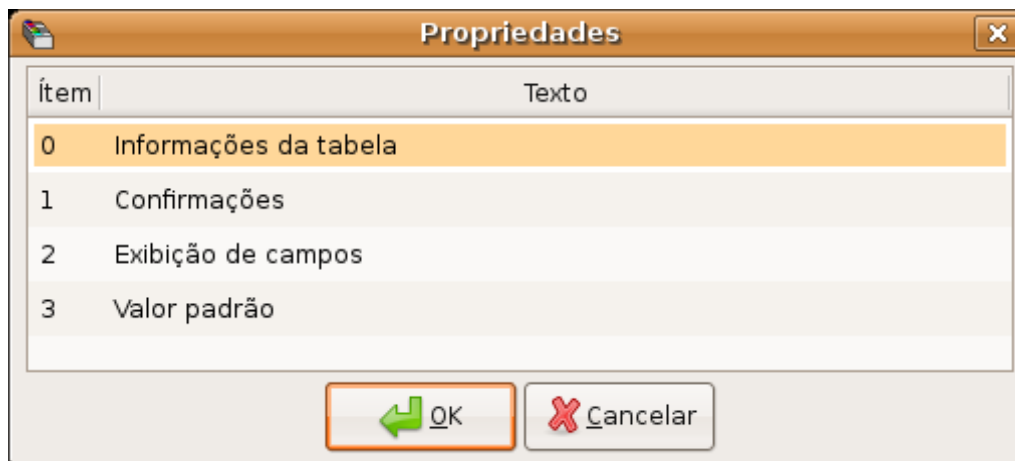 Propriedades
Ítem Texto
0 Informações da tabela
1 Confirmações
2 Exibição de campos
3 Valor padrão
OK Cancelar